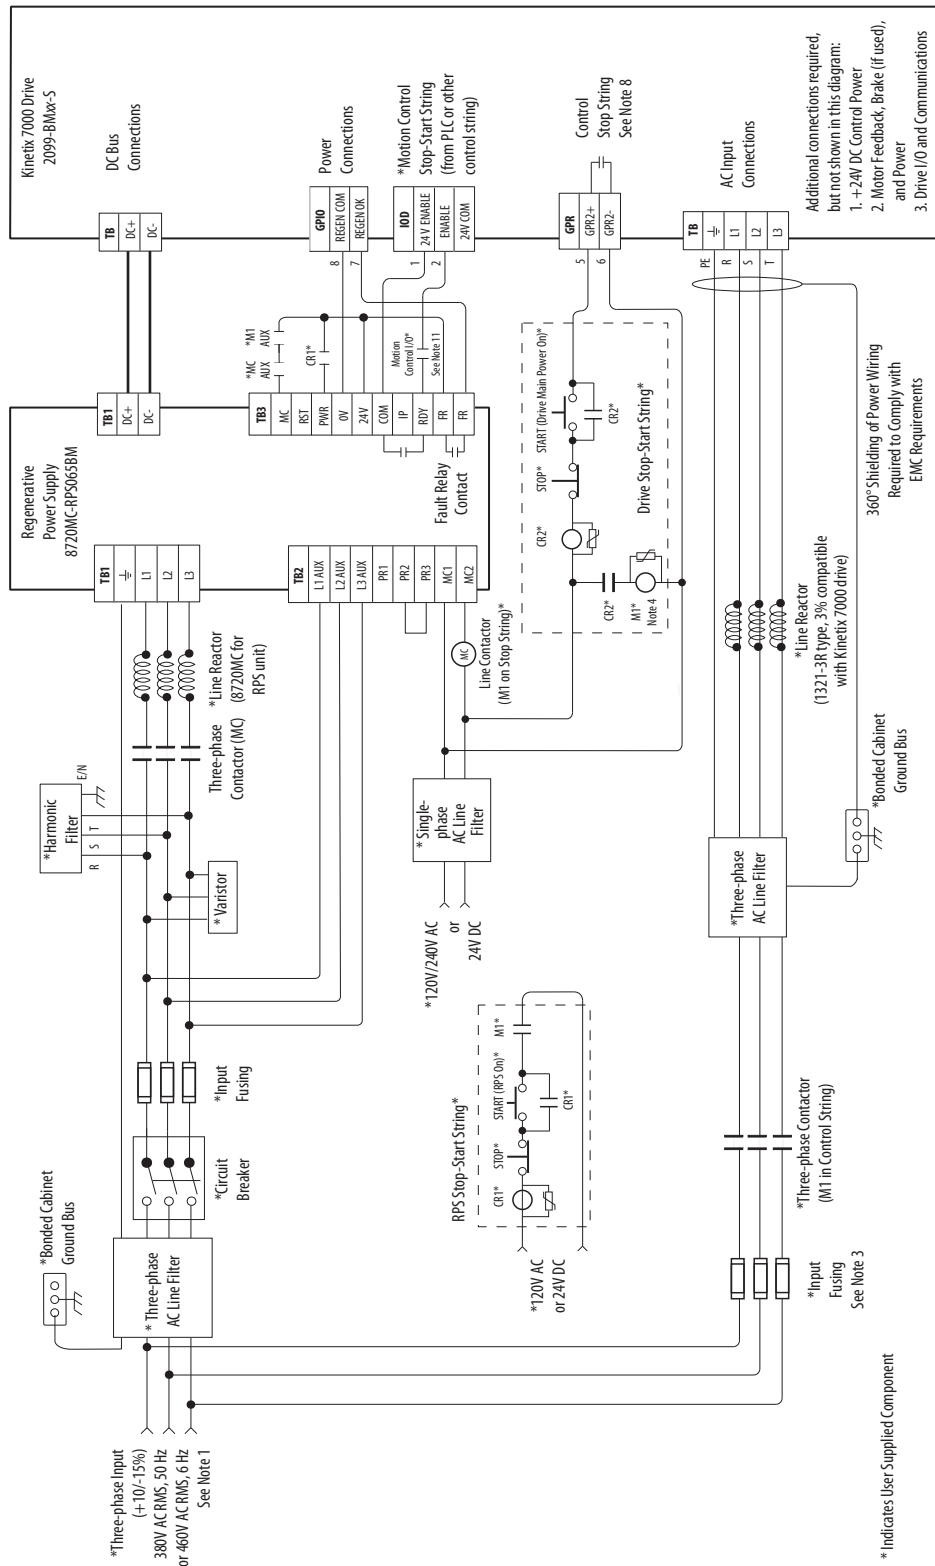 Kinetix 7000 Drive
2099-BMxx-S
DC Bus
Connections
TB
DC+
DC-
Power
Connections
GPIO
REGEN COM
REGEN OK
8
7
*Motion Control
Stop-Start String
(from PLC or other
control string)
IOD
24V ENABLE
ENABLE
24V COM
1
2
Control
Stop String
See Note 8
GPR
GPR2+
GPR2-
5
6
AC Input
Connections
TB
L1
L2
L3
PE
R
S
T
Additional connections required,
but not shown in this diagram:
1. +24V DC Control Power
2. Motor Feedback, Brake (if used),
and Power
3. Drive I/O and Communications
Regenerative
Power Supply
8720MC-RPS065BM
TB1
DC+
DC-
*MC
AUX
*M1
AUX
CR1*
Motion
Control I/O*
See Note 11
TB3
MC
RST
PWR
0V
24V
COM
IP
RDY
FR
FR
Fault Relay
Contact
TB1
L1
L2
L3
TB2
L1 AUX
L2 AUX
L3 AUX
PR1
PR2
PR3
MC1
MC2
MC
Line Contactor
(M1 on Stop String)*
*Line Reactor
(8720MC for
RPS unit)
Three-phase
Contactor (MC)
*Harmonic
Filter
E/N
R
S
T
* Varistor
*Input
Fusing
*Circuit
Breaker
*Bonded Cabinet
Ground Bus
* Three-phase
AC Line Filter
*Three-phase Input
(+10/-15%)
380V AC RMS, 50 Hz
or 460V AC RMS, 6 Hz
See Note 1
* Single-
phase
AC Line
Filter
*120V/240V AC
or
24V DC
START (Drive Main Power On)*
CR2*
STOP*
CR2*
CR2*
M1*
Note 4
Drive Stop-Start String*
RPS Stop-Start String*
M1*
START (RPS On)*
CR1*
STOP*
CR1*
*120V AC
or 24V DC
360° Shielding of Power Wiring
Required to Comply with
EMC Requirements
*Line Reactor
(1321-3R type, 3% compatible
with Kinetix 7000 drive)
*Bonded Cabinet
Ground Bus
*Three-phase
AC Line Filter
*Three-phase Contactor
(M1 in Control String)
*Input
Fusing
See Note 3
* Indicates User Supplied Component